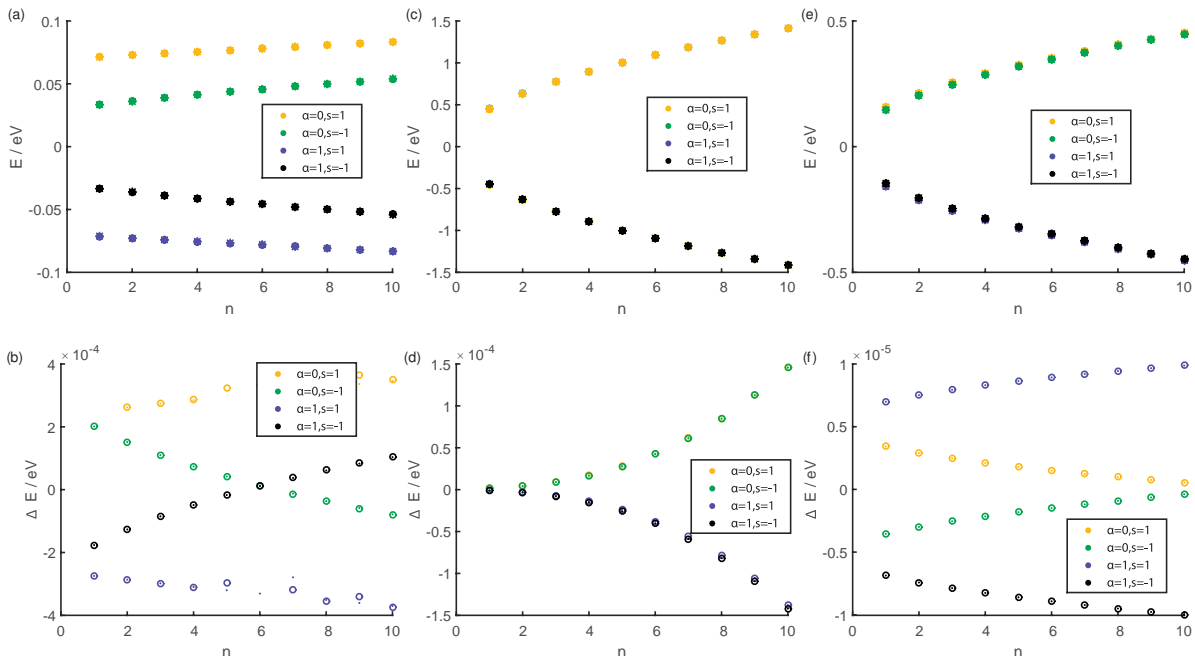 (a)
0.1
0.05
0
-0.05
-0.1
E / eV
α=0,s=1
α=0,s=-1
α=1,s=1
α=1,s=-1
0 2 4 6 8 10
n
(c)
1.5
1
0.5
0
-0.5
-1
-1.5
E / eV
α=0,s=1
α=0,s=-1
α=1,s=1
α=1,s=-1
0 2 4 6 8 10
n
(e)
0.5
0
-0.5
E / eV
α=0,s=1
α=0,s=-1
α=1,s=1
α=1,s=-1
0 2 4 6 8 10
n
(b)
× 10⁻⁴
4
2
0
-2
-4
Δ E / eV
α=0,s=1
α=0,s=-1
α=1,s=1
α=1,s=-1
0 2 4 6 8 10
n
(d)
× 10⁻⁴
1.5
1
0.5
0
-0.5
-1
-1.5
Δ E / eV
α=0,s=1
α=0,s=-1
α=1,s=1
α=1,s=-1
0 2 4 6 8 10
n
(f)
× 10⁻⁵
1
0.5
0
-0.5
-1
Δ E / eV
α=0,s=1
α=0,s=-1
α=1,s=1
α=1,s=-1
0 2 4 6 8 10
n